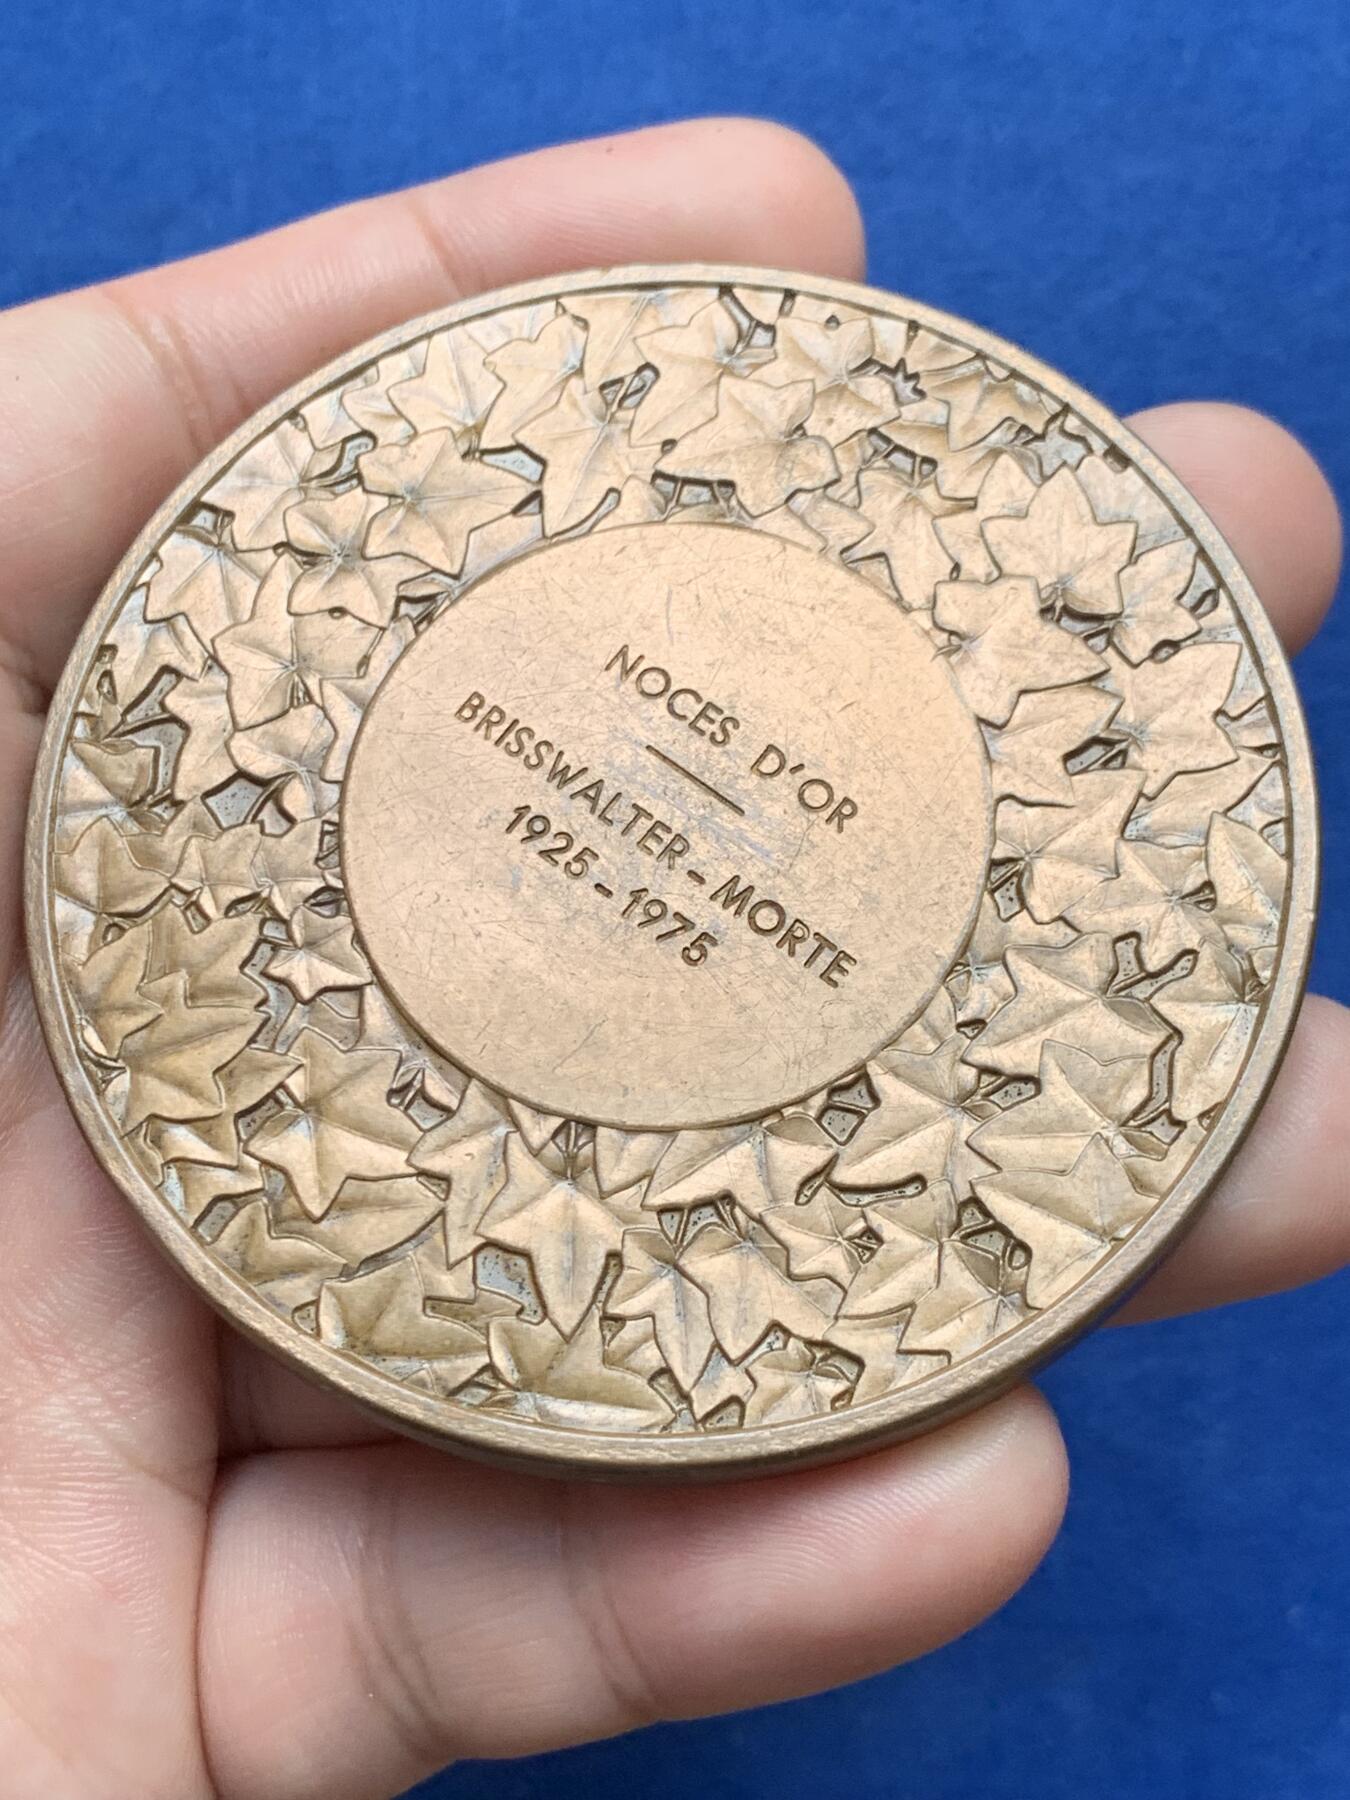 NOCES D'OR
BRISSWALTER - MORTE
1925 - 1975